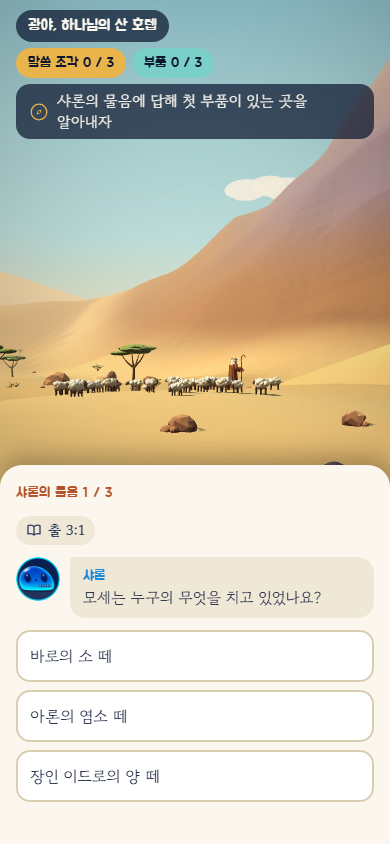 광야, 하나님의 산 호렙
말씀 조각 0 / 3
부품 0 / 3
샤론의 물음에 답해 첫 부품이 있는 곳을
알아내자
샤론의 물음 1 / 3
출 3:1
샤론
모세는 누구의 무엇을 치고 있었나요?
바로의 소 떼
아론의 염소 떼
장인 이드로의 양 떼